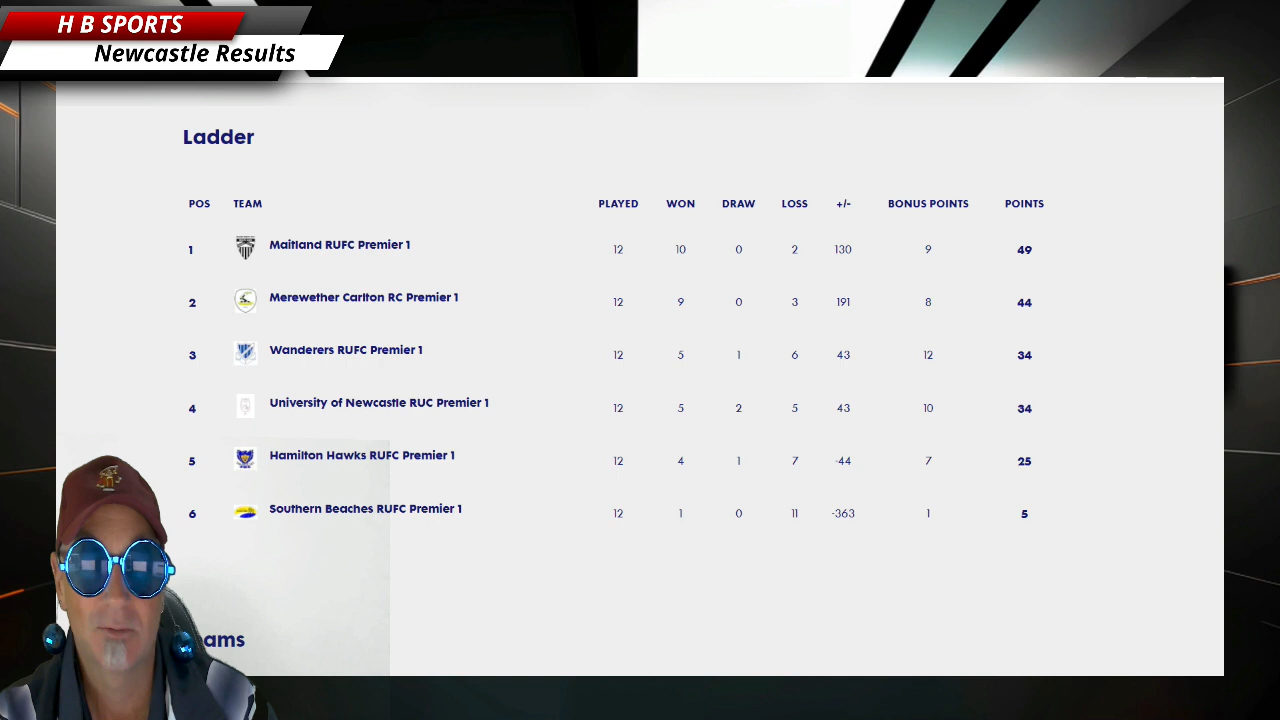 H B SPORTS
Newcastle Results
Ladder
POS TEAM PLAYED WON DRAW LOSS +/- BONUS POINTS POINTS
1 Maitland RUFC Premier 1 12 10 0 2 130 9 49
2 Merewether Carlton RC Premier 1 12 9 0 3 191 8 44
3 Wanderers RUFC Premier 1 12 5 1 6 43 12 34
4 University of Newcastle RUC Premier 1 12 5 2 5 43 10 34
5 Hamilton Hawks RUFC Premier 1 12 4 1 7 -44 7 25
6 Southern Beaches RUFC Premier 1 12 1 0 11 -363 1 5
ams